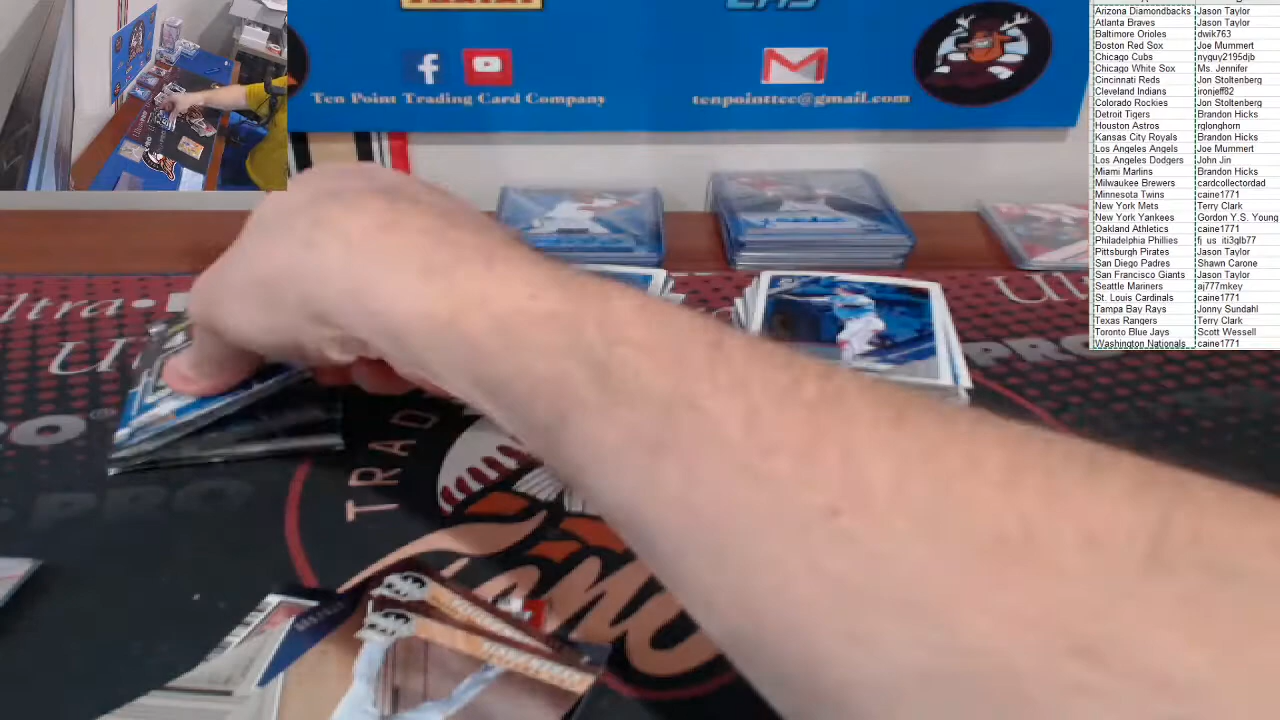 PANINI
Ten Point Trading Card Company
tenpointtcc@gmail.com
Arizona Diamondbacks Jason Taylor
Atlanta Braves Jason Taylor
Baltimore Orioles dwik763
Boston Red Sox Joe Mummert
Chicago Cubs nyguy2195djb
Chicago White Sox Ms. Jennifer
Cincinnati Reds Jon Stoltenberg
Cleveland Indians ironjeff82
Colorado Rockies Jon Stoltenberg
Detroit Tigers Brandon Hicks
Houston Astros rglonghorn
Kansas City Royals Brandon Hicks
Los Angeles Angels Joe Mummert
Los Angeles Dodgers John Jin
Miami Marlins Brandon Hicks
Milwaukee Brewers cardcollectordad
Minnesota Twins caine1771
New York Mets Terry Clark
New York Yankees Gordon Y.S. Young
Oakland Athletics caine1771
Philadelphia Phillies fj_us_iti3glb77
Pittsburgh Pirates Jason Taylor
San Diego Padres Shawn Carone
San Francisco Giants Jason Taylor
Seattle Mariners aj777mkey
St. Louis Cardinals caine1771
Tampa Bay Rays Jonny Sundahl
Texas Rangers Terry Clark
Toronto Blue Jays Scott Wessell
Washington Nationals caine1771
ltra
Ul
PRO
TRAD